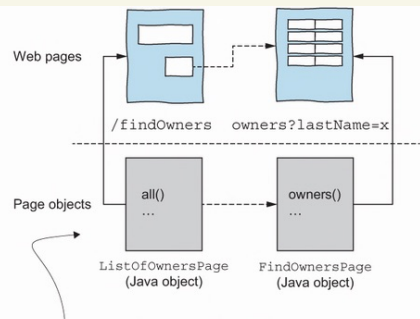 Web pages
/findOwners owners?lastName=x
Page objects
all()
...
owners()
...
ListOfOwnersPage
(Java object)
FindOwnersPage
(Java object)